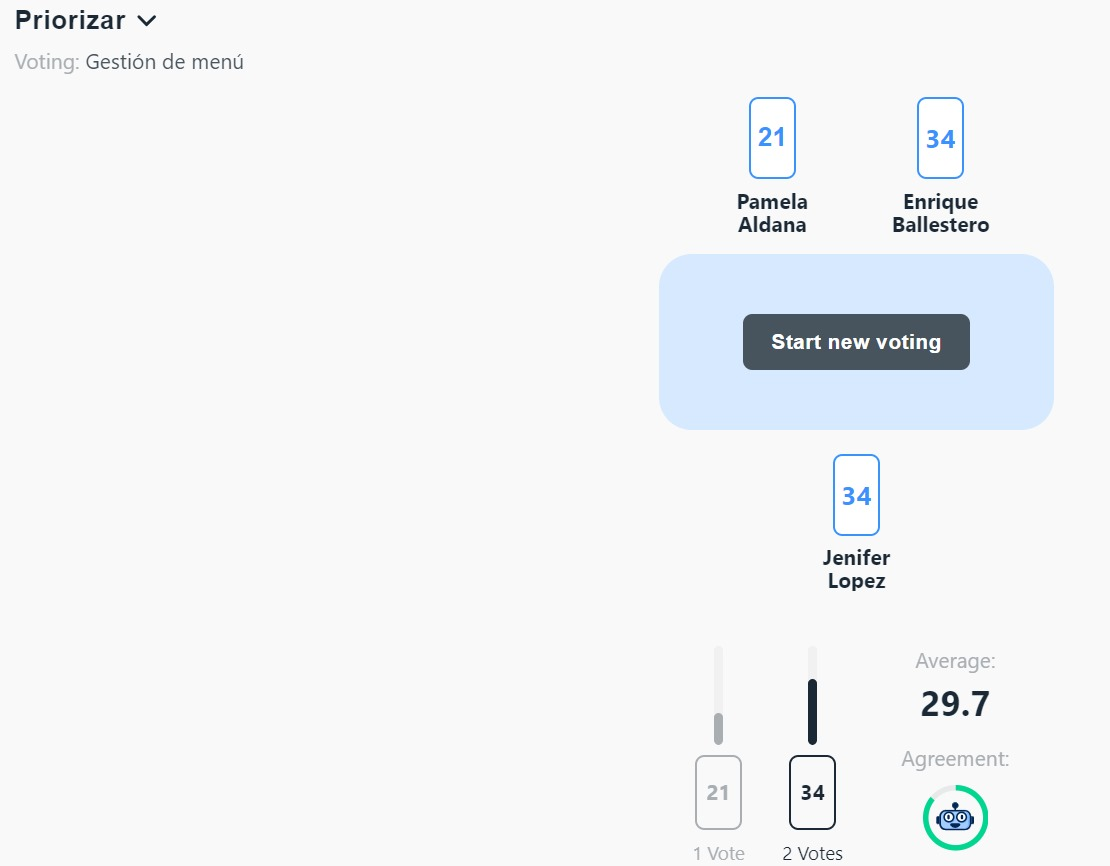 Priorizar
Voting: Gestión de menú
21
34
Pamela
Aldana
Enrique
Ballestero
Start new voting
34
Jenifer
Lopez
Average:
29.7
Agreement:
21
34
1 Vote
2 Votes